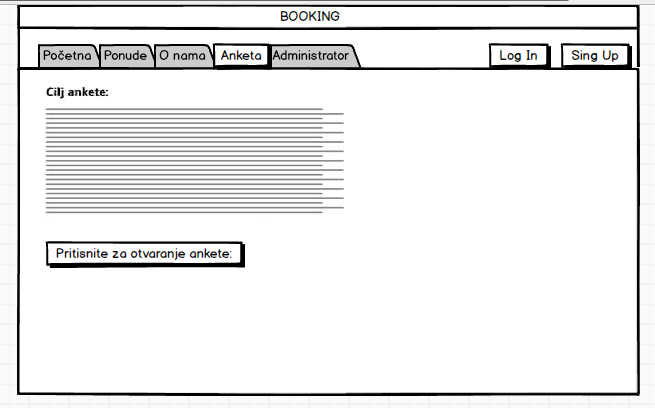 BOOKING
Početna Ponude O nama Anketa Administrator Log In Sing Up
Cilj ankete:
Pritisnite za otvaranje ankete: